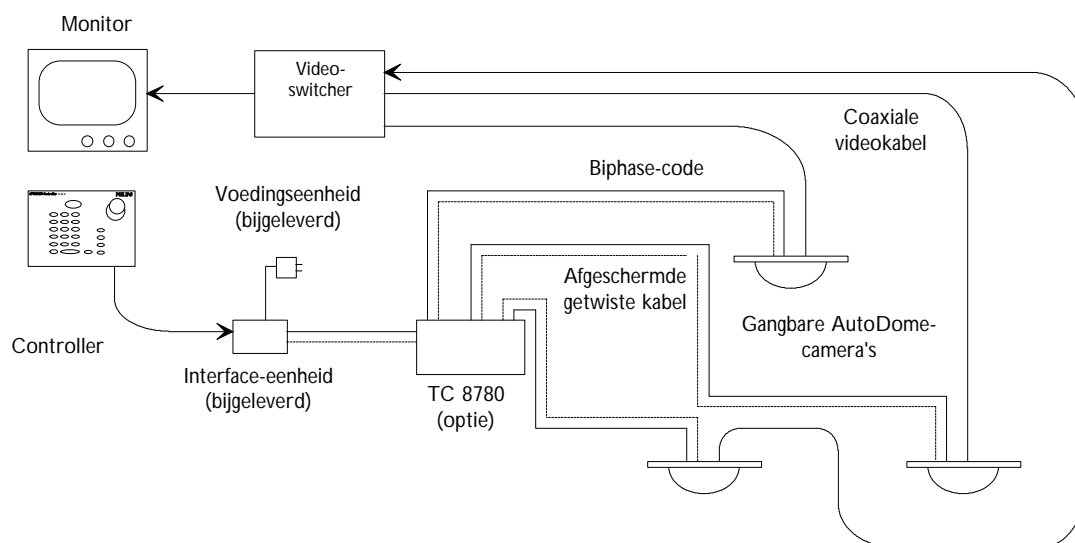 Monitor
Video-
switcher
Coaxiale
videokabel
Biphase-code
Voedingseenheid
(bijgeleverd)
PHILIPS
Afgeschermde
getwiste kabel
Gangbare AutoDome-
camera's
Controller
Interface-eenheid
(bijgeleverd)
TC 8780
(optie)